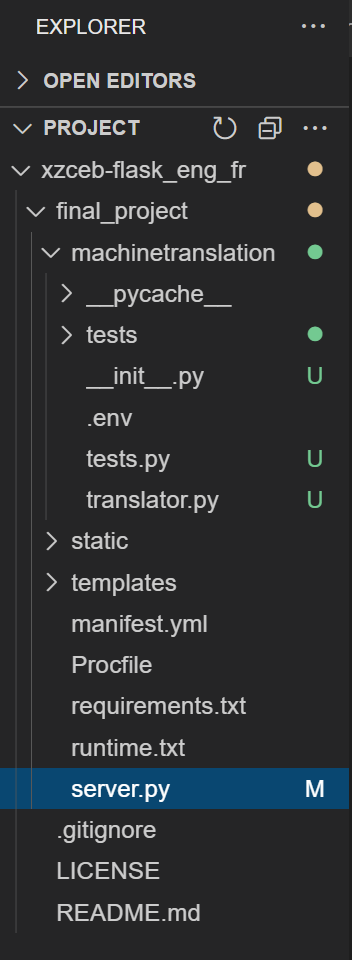 EXPLORER
OPEN EDITORS
PROJECT
xzceb-flask_eng_fr
final_project
machinetranslation
__pycache__
tests
__init__.py U
.env
tests.py U
translator.py U
static
templates
manifest.yml
Procfile
requirements.txt
runtime.txt
server.py M
.gitignore
LICENSE
README.md